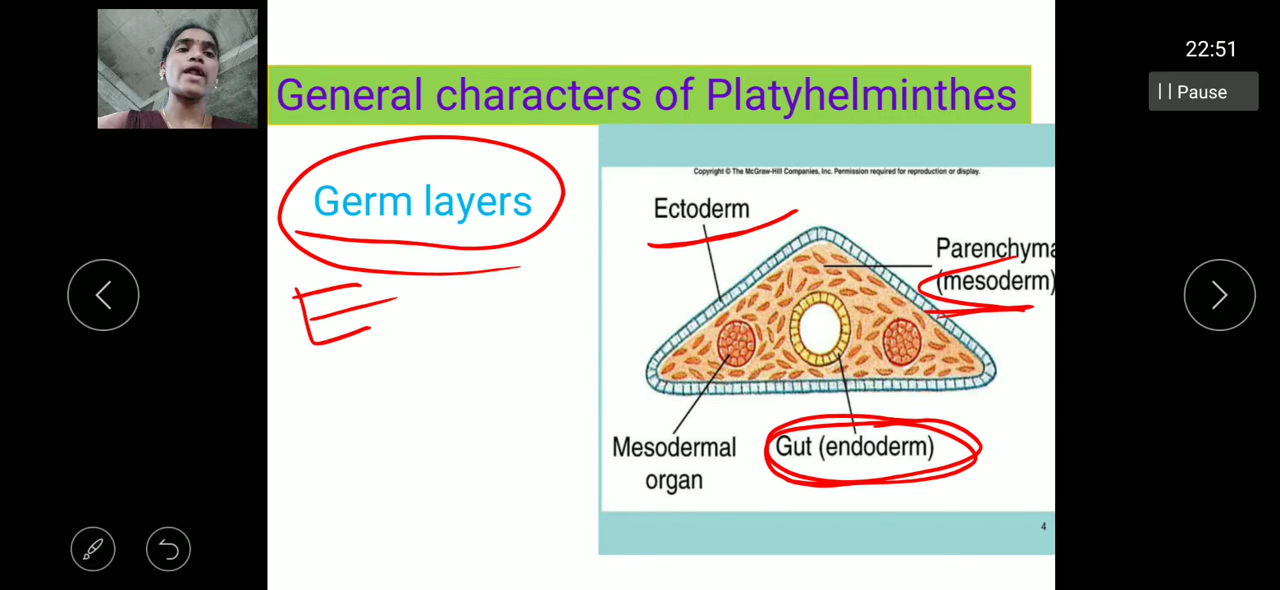 22:51
|| Pause
General characters of Platyhelminthes
Germ layers
Copyright © The McGraw-Hill Companies, Inc. Permission required for reproduction or display.
Ectoderm
Parenchyma
(mesoderm)
Mesodermal
organ
Gut (endoderm)
4
E